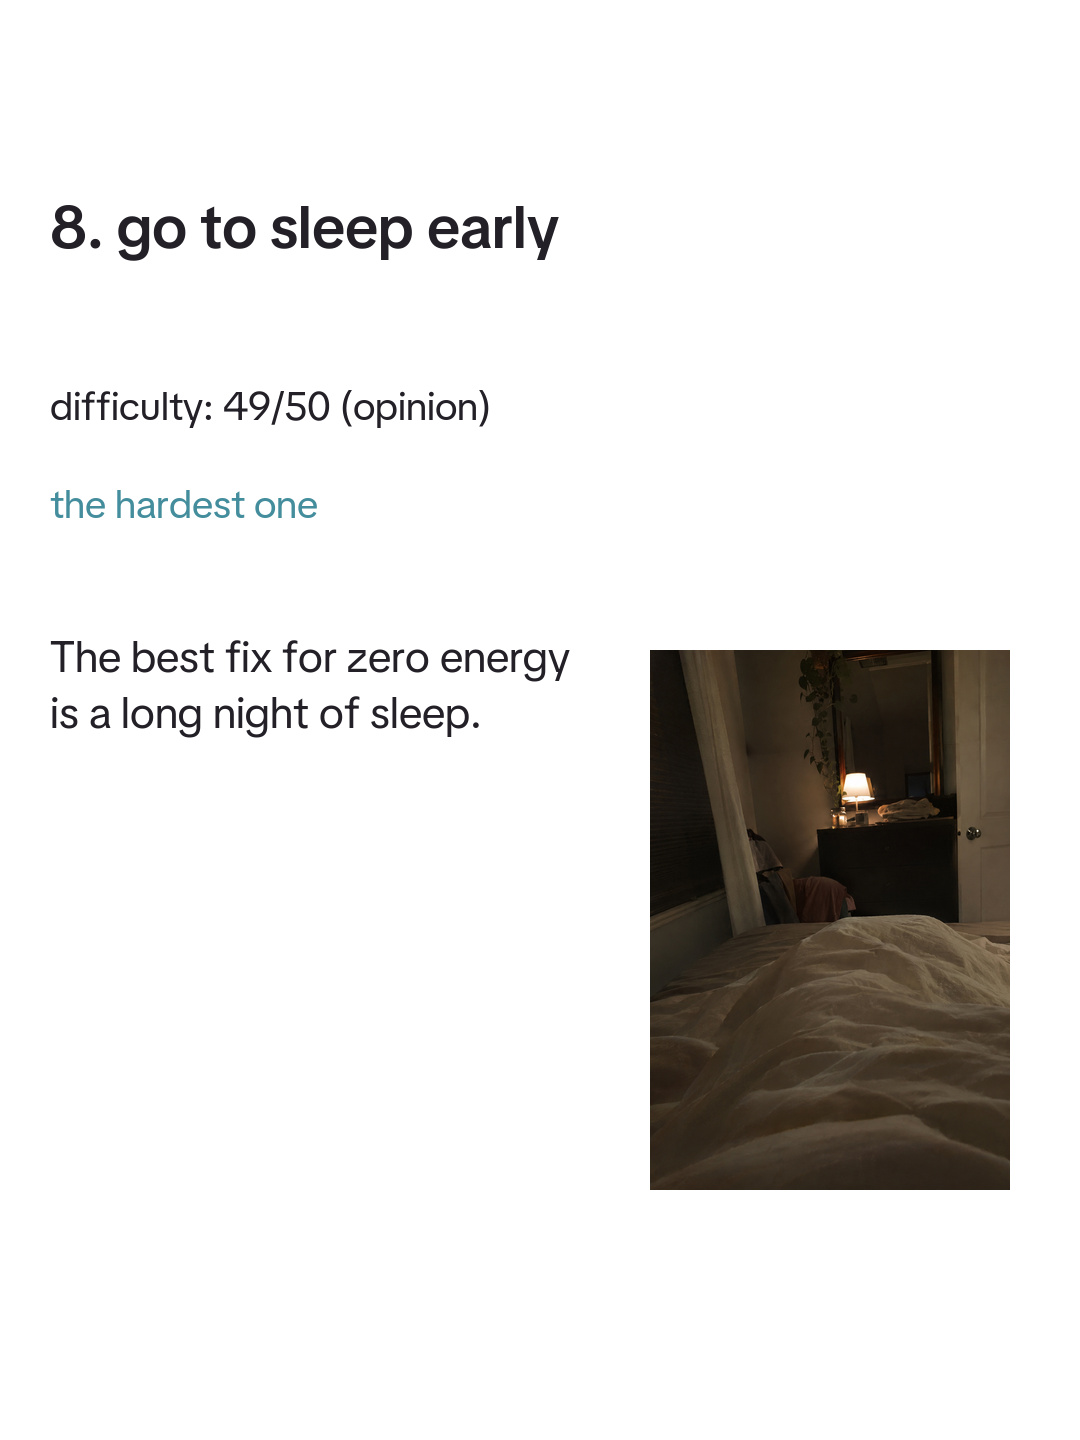 8. go to sleep early
difficulty: 49/50 (opinion)
the hardest one
The best fix for zero energy
is a long night of sleep.